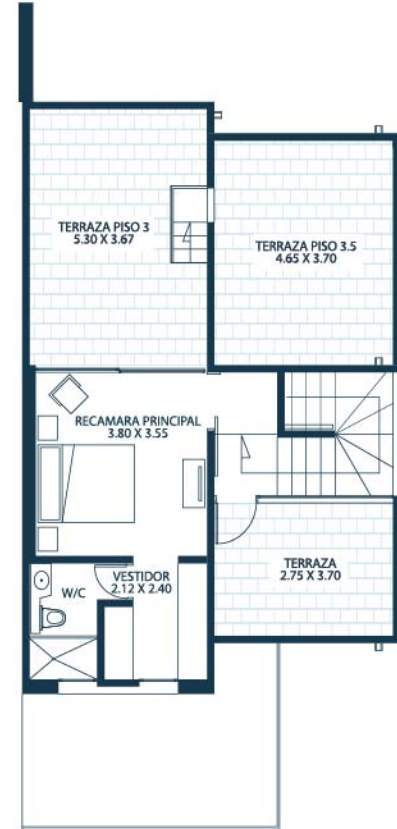 TERRAZA PISO 3
5.30 X 3.67
TERRAZA PISO 3.5
4.65 X 3.70
RECAMARA PRINCIPAL
3.80 X 3.55
W/C
VESTIDOR
2.12 X 2.40
TERRAZA
2.75 X 3.70